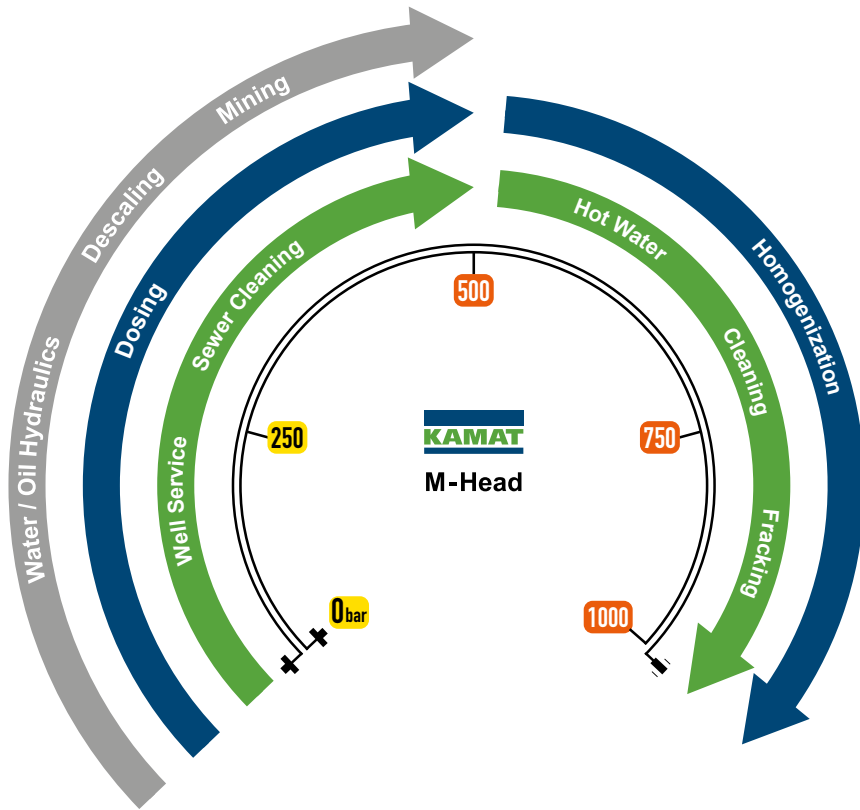 Water / Oil Hydraulics
Descaling
Mining
Dosing
Homogenization
Well Service
Sewer Cleaning
Hot Water
Cleaning
Fracking
0bar
250
500
750
1000
KAMAT
M-Head